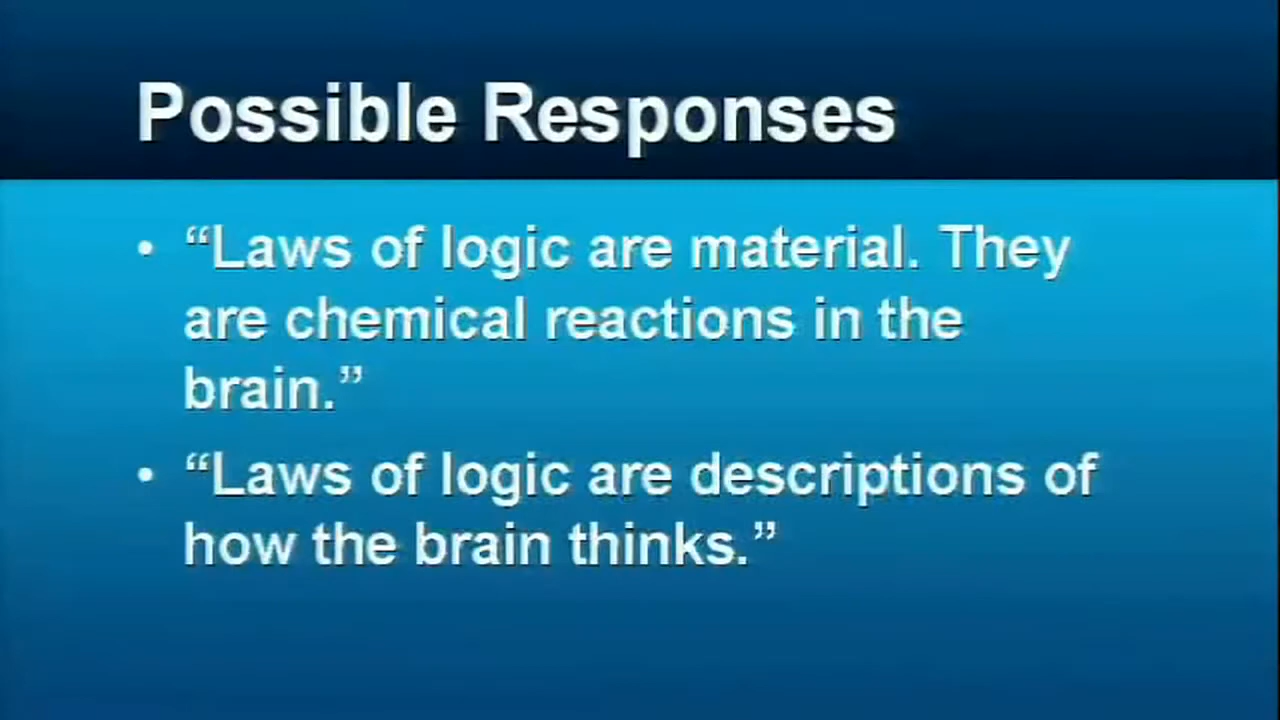 Possible Responses
• “Laws of logic are material. They
are chemical reactions in the
brain.”
• “Laws of logic are descriptions of
how the brain thinks.”